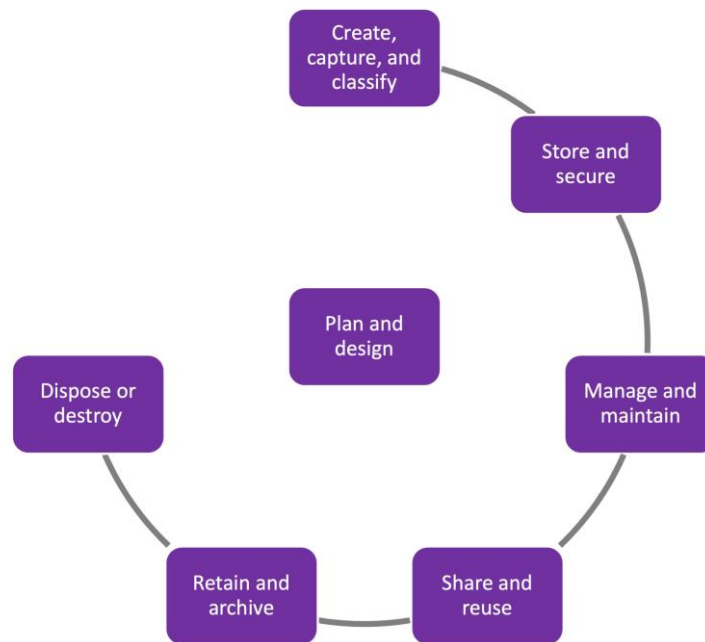 Create,
capture, and
classify
Store and
secure
Plan and
design
Dispose or
destroy
Manage and
maintain
Retain and
archive
Share and
reuse